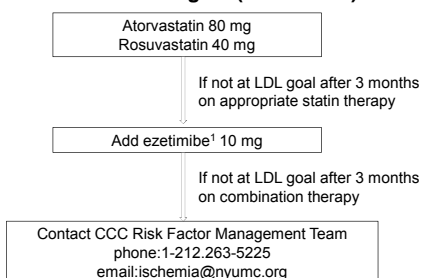 Atorvastatin 80 mg
Rosuvastatin 40 mg
If not at LDL goal after 3 months
on appropriate statin therapy
Add ezetimibe¹ 10 mg
If not at LDL goal after 3 months
on combination therapy
Contact CCC Risk Factor Management Team
phone:1-212.263-5225
email:ischemia@nyumc.org